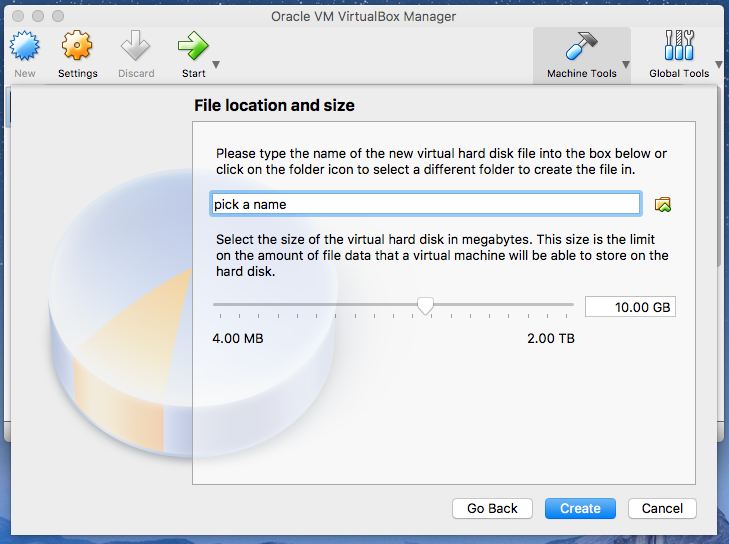 Oracle VM VirtualBox Manager
New
Settings
Discard
Start
Machine Tools
Global Tools
File location and size
Please type the name of the new virtual hard disk file into the box below or
click on the folder icon to select a different folder to create the file in.
pick a name
Select the size of the virtual hard disk in megabytes. This size is the limit
on the amount of file data that a virtual machine will be able to store on the
hard disk.
10.00 GB
4.00 MB
2.00 TB
Go Back
Create
Cancel